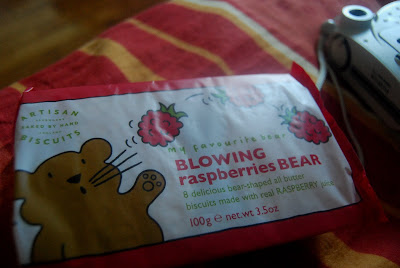 ARTISAN
BAKED BY HAND
BISCUITS
My favourite bear
BLOWING
raspberries BEAR
8 delicious bear-shaped all butter
biscuits made with real RASPBERRY juice
100g e net wt 3.5oz